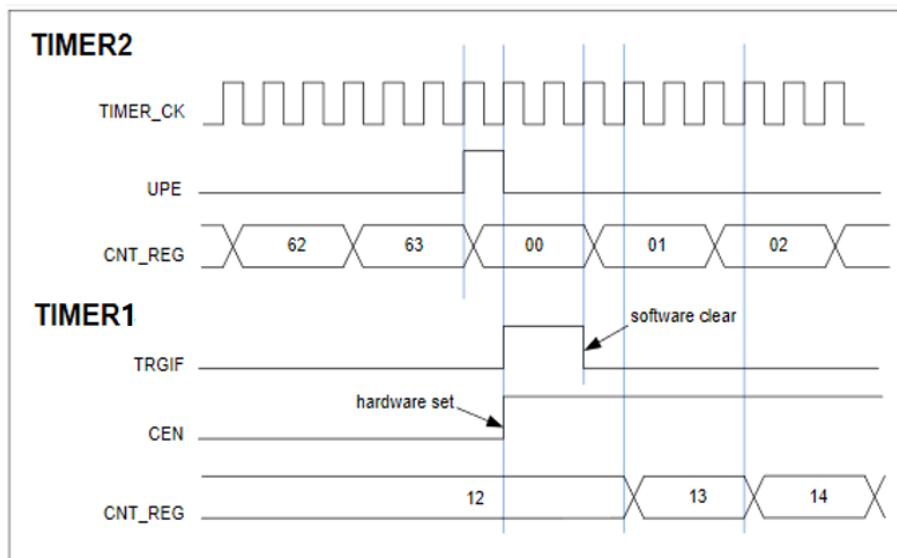 TIMER2
TIMER_CK
UPE
CNT_REG 62 63 00 01 02
TIMER1
software clear
TRGIF
hardware set
CEN
CNT_REG 12 13 14